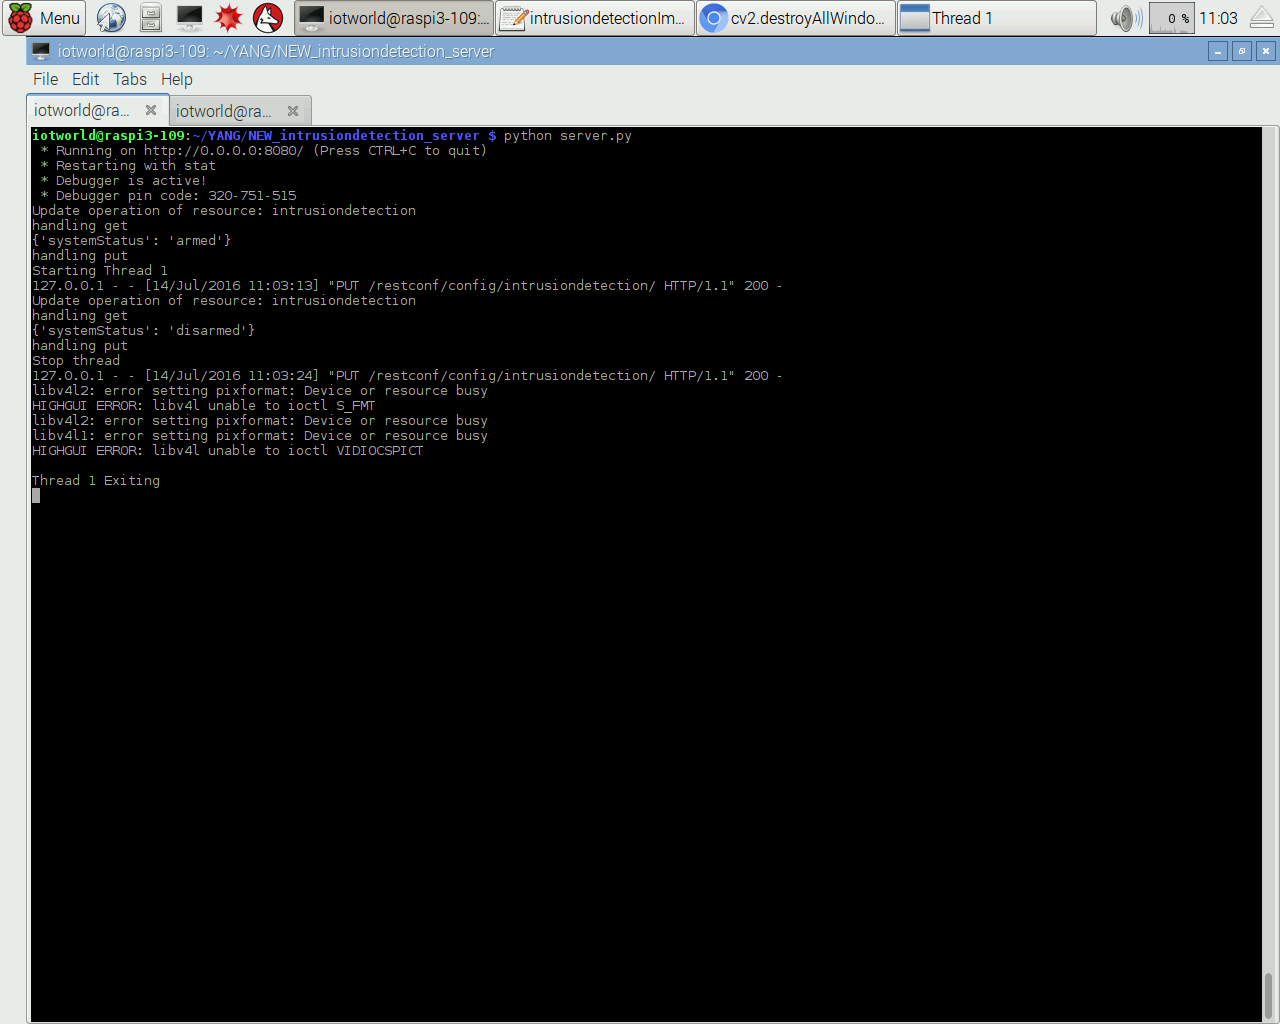 Menu
iotworld@raspi3-109:...
intrusiondetectionIm...
cv2.destroyAllWindo...
Thread 1
0 %
11:03
iotworld@raspi3-109: ~/YANG/NEW_intrusiondetection_server
File Edit Tabs Help
iotworld@ra...
iotworld@ra...
iotworld@raspi3-109:~/YANG/NEW_intrusiondetection_server $ python server.py
* Running on http://0.0.0.0:8080/ (Press CTRL+C to quit)
* Restarting with stat
* Debugger is active!
* Debugger pin code: 320-751-515
Update operation of resource: intrusiondetection
handling get
{'systemStatus': 'armed'}
handling put
Starting Thread 1
127.0.0.1 - - [14/Jul/2016 11:03:13] "PUT /restconf/config/intrusiondetection/ HTTP/1.1" 200 -
Update operation of resource: intrusiondetection
handling get
{'systemStatus': 'disarmed'}
handling put
Stop thread
127.0.0.1 - - [14/Jul/2016 11:03:24] "PUT /restconf/config/intrusiondetection/ HTTP/1.1" 200 -
libv4l2: error setting pixformat: Device or resource busy
HIGHGUI ERROR: libv4l unable to ioctl S_FMT
libv4l2: error setting pixformat: Device or resource busy
libv4l1: error setting pixformat: Device or resource busy
HIGHGUI ERROR: libv4l unable to ioctl VIDIOCSPICT
Thread 1 Exiting